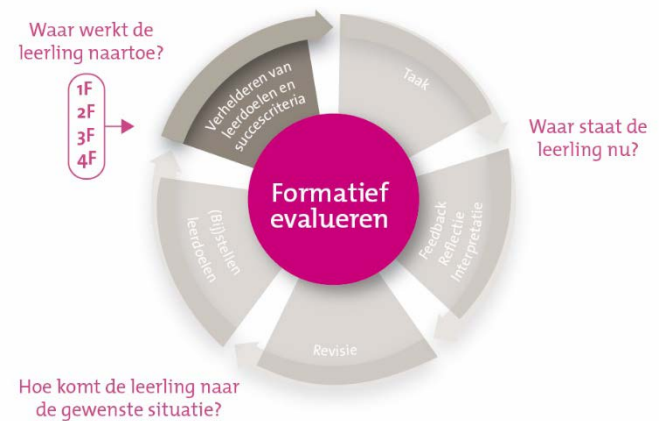 Waar werkt de
leerling naartoe?
1F
2F
3F
4F
Verhelderen van
leerdoelen en
succescriteria
Taak
Waar staat de
leerling nu?
Feedback
Reflectie
Interpretatie
Formatief
evalueren
(Bij)stellen
leerdoelen
Revisie
Hoe komt de leerling naar
de gewenste situatie?